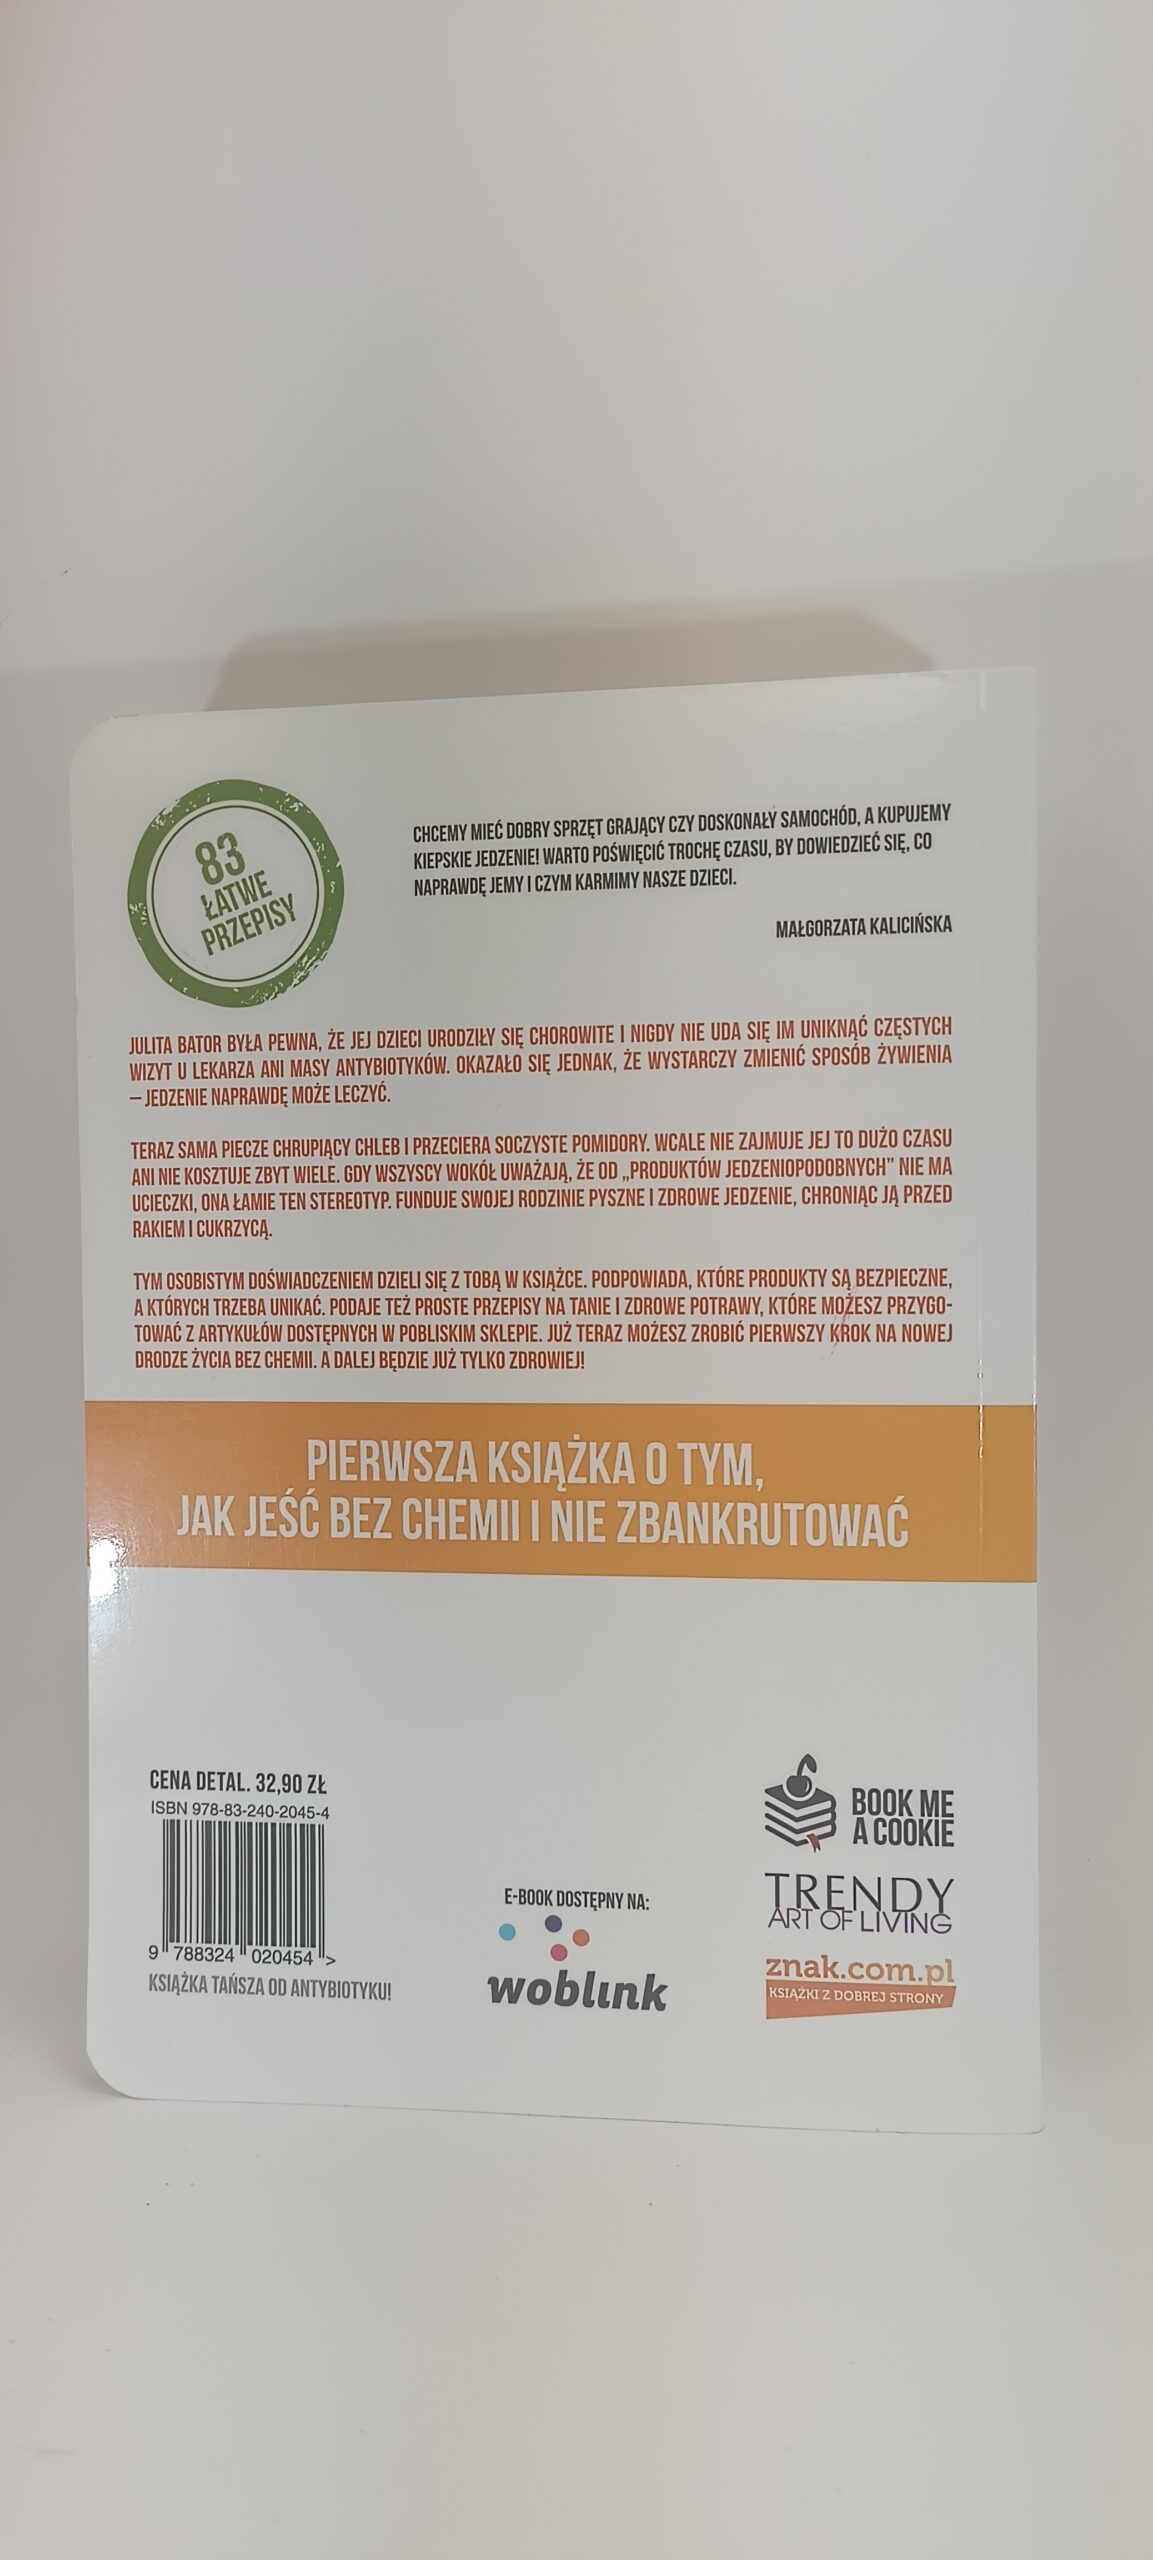 83
ŁATWE
PRZEPISY
CHCEMY MIEĆ DOBRY SPRZĘT GRAJĄCY CZY DOSKONAŁY SAMOCHÓD, A KUPUJEMY
KIEPSKIE JEDZENIE! WARTO POŚWIĘCIĆ TROCHĘ CZASU, BY DOWIEDZIEĆ SIĘ, CO
NAPRAWDĘ JEMY I CZYM KARMIMY NASZE DZIECI.
MAŁGORZATA KALICIŃSKA
JULITA BATOR BYŁA PEWNA, ŻE JEJ DZIECI URODZIŁY SIĘ CHOROWITE I NIGDY NIE UDA SIĘ IM UNIKNĄĆ CZĘSTYCH
WIZYT U LEKARZA ANI MASY ANTYBIOTYKÓW. OKAZAŁO SIĘ JEDNAK, ŻE WYSTARCZY ZMIENIĆ SPOSÓB ŻYWIENIA
– JEDZENIE NAPRAWDĘ MOŻE LECZYĆ.
TERAZ SAMA PIECZE CHRUPIĄCY CHLEB I PRZECIERA SOCZYSTE POMIDORY. WCALE NIE ZAJMUJE JEJ TO DUŻO CZASU
ANI NIE KOSZTUJE ZBYT WIELE. GDY WSZYSCY WOKÓŁ UWAŻAJĄ, ŻE OD „PRODUKTÓW JEDZENIOPODOBNYCH” NIE MA
UCIECZKI, ONA ŁAMIE TEN STEREOTYP. FUNDUJE SWOJEJ RODZINIE PYSZNE I ZDROWE JEDZENIE, CHRONIĄC JĄ PRZED
RAKIEM I CUKRZYCĄ.
TYM OSOBISTYM DOŚWIADCZENIEM DZIELI SIĘ Z TOBĄ W KSIĄŻCE. PODPOWIADA, KTÓRE PRODUKTY SĄ BEZPIECZNE,
A KTÓRYCH TRZEBA UNIKAĆ. PODAJE TEŻ PROSTE PRZEPISY NA TANIE I ZDROWE POTRAWY, KTÓRE MOŻESZ PRZYGO-
TOWAĆ Z ARTYKUŁÓW DOSTĘPNYCH W POBLISKIM SKLEPIE. JUŻ TERAZ MOŻESZ ZROBIĆ PIERWSZY KROK NA NOWEJ
DRODZE ŻYCIA BEZ CHEMII. A DALEJ BĘDZIE JUŻ TYLKO ZDROWIEJ!
PIERWSZA KSIĄŻKA O TYM,
JAK JEŚĆ BEZ CHEMII I NIE ZBANKRUTOWAĆ
CENA DETAL. 32,90 ZŁ
ISBN 978-83-240-2045-4
9 788324 020454 >
KSIĄŻKA TAŃSZA OD ANTYBIOTYKU!
E-BOOK DOSTĘPNY NA:
woblink
BOOK ME
A COOKIE
TRENDY
ART OF LIVING
znak.com.pl
KSIĄŻKI Z DOBREJ STRONY